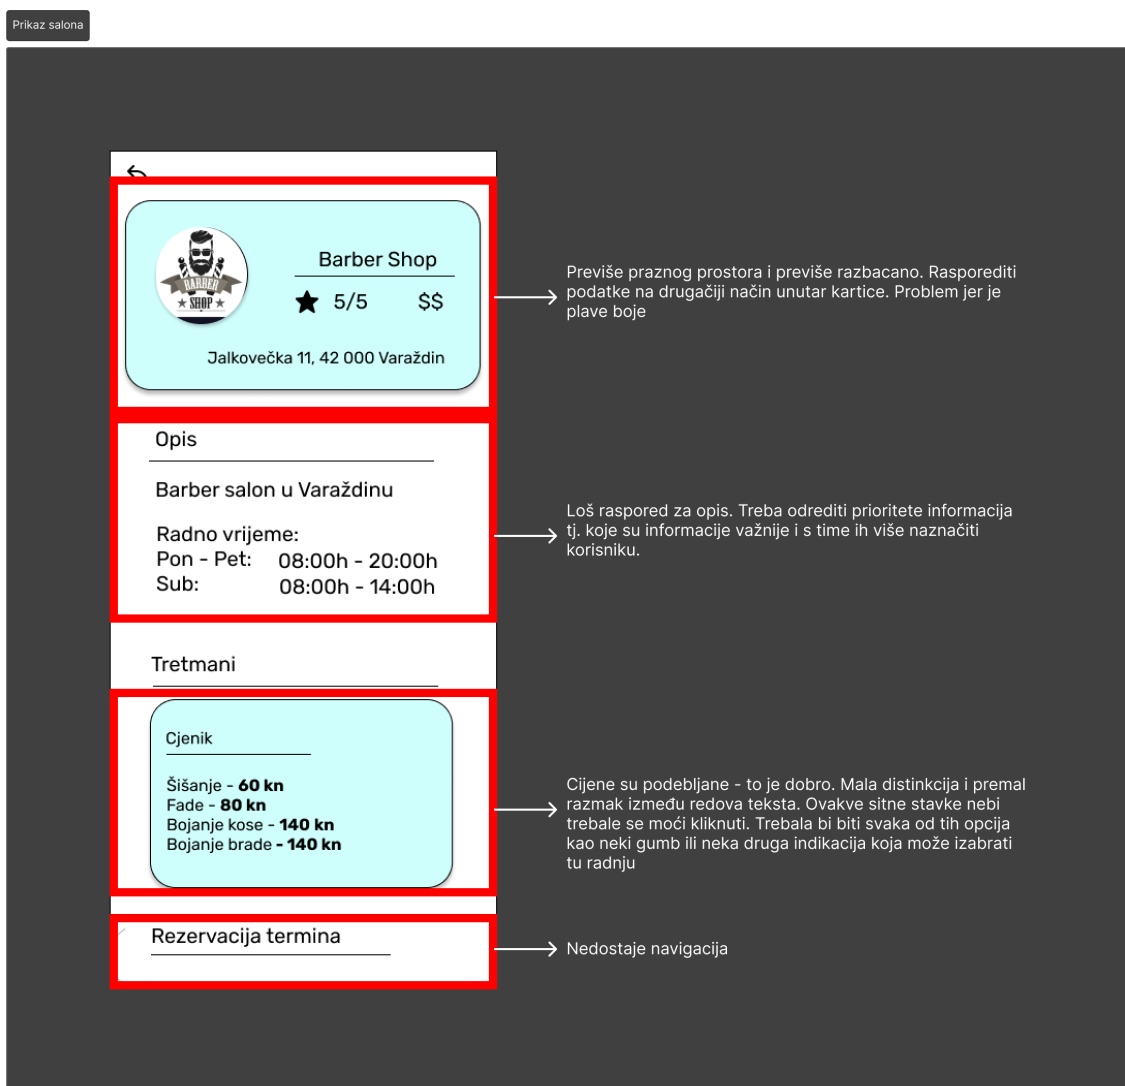 Prikaz salona
BARBER
SHOP
Barber Shop
5/5 $$
Jalkovečka 11, 42 000 Varaždin
Previše praznog prostora i previše razbacano. Rasporediti
podatke na drugačiji način unutar kartice. Problem jer je
plave boje
Opis
Barber salon u Varaždinu
Radno vrijeme:
Pon - Pet: 08:00h - 20:00h
Sub: 08:00h - 14:00h
Loš raspored za opis. Treba odrediti prioritete informacija
tj. koje su informacije važnije i s time ih više naznačiti
korisniku.
Tretmani
Cjenik
Šišanje - 60 kn
Fade - 80 kn
Bojanje kose - 140 kn
Bojanje brade - 140 kn
Cijene su podebljane - to je dobro. Mala distinkcija i premal
razmak između redova teksta. Ovakve sitne stavke nebi
trebale se moći kliknuti. Trebala bi biti svaka od tih opcija
kao neki gumb ili neka druga indikacija koja može izabrati
tu radnju
Rezervacija termina
Nedostaje navigacija